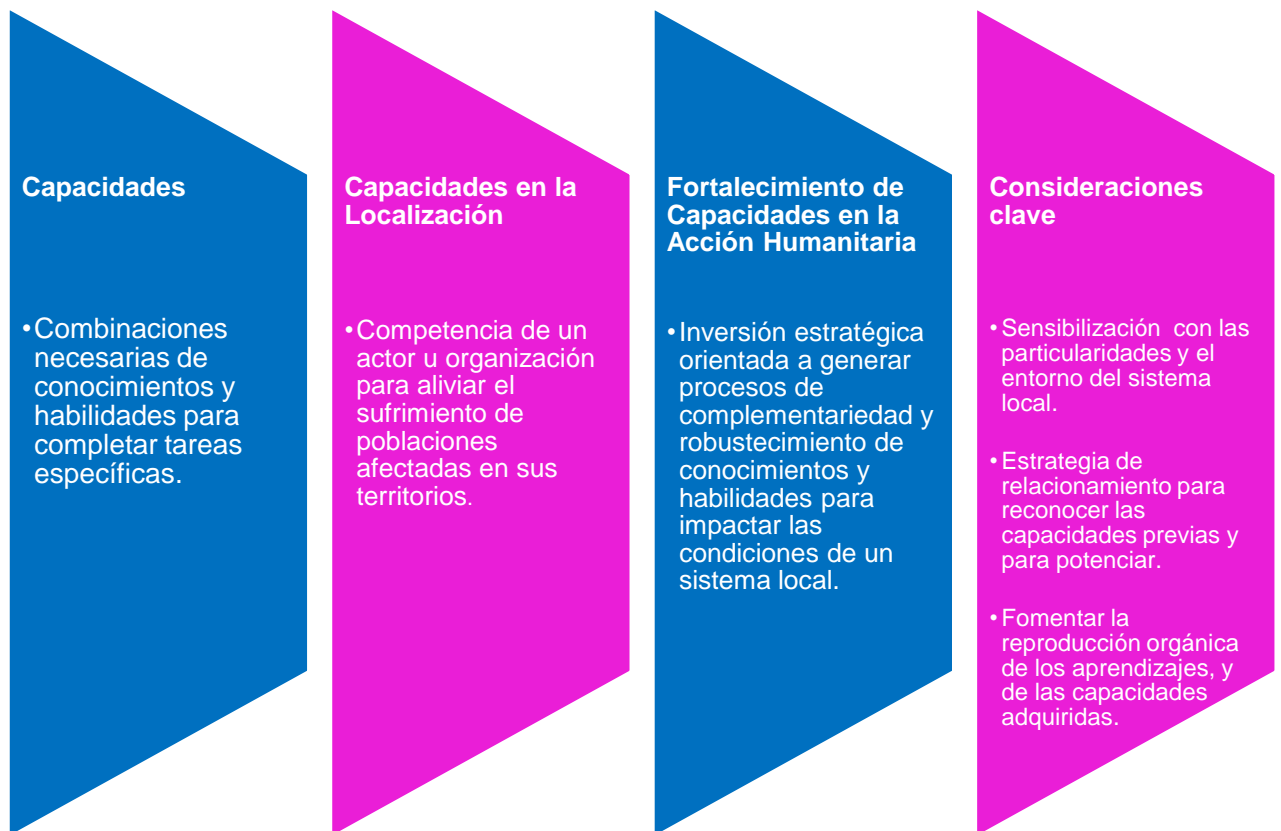 Capacidades
•Combinaciones
necesarias de
conocimientos y
habilidades para
completar tareas
específicas.
Capacidades en la
Localización
•Competencia de un
actor u organización
para aliviar el
sufrimiento de
poblaciones
afectadas en sus
territorios.
Fortalecimiento de
Capacidades en la
Acción Humanitaria
•Inversión estratégica
orientada a generar
procesos de
complementariedad y
robustecimiento de
conocimientos y
habilidades para
impactar las
condiciones de un
sistema local.
Consideraciones
clave
•Sensibilización con las
particularidades y el
entorno del sistema
local.
•Estrategia de
relacionamiento para
reconocer las
capacidades previas y
para potenciar.
•Fomentar la
reproducción orgánica
de los aprendizajes, y
de las capacidades
adquiridas.